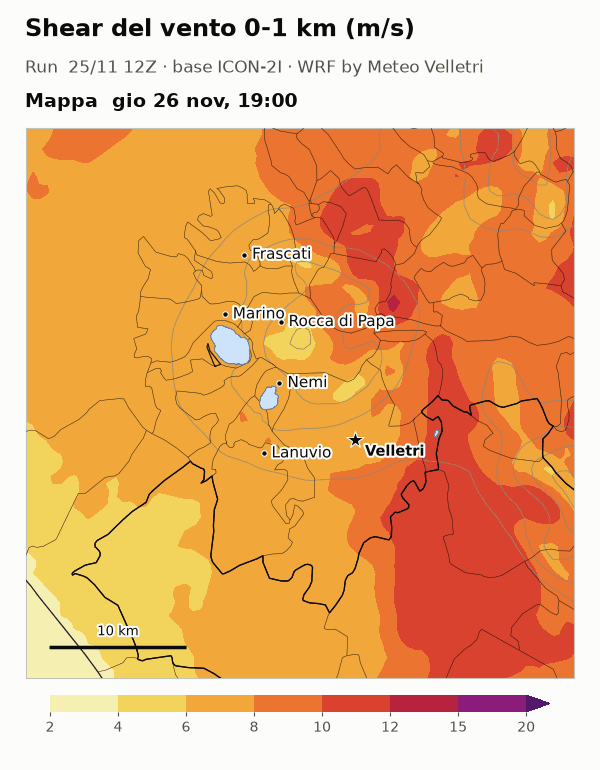 Shear del vento 0-1 km (m/s)
Run  25/11 12Z · base ICON-2I · WRF by Meteo Velletri
Mappa  gio 26 nov, 19:00
Frascati
Marino
Rocca di Papa
Nemi
Lanuvio
Velletri
10 km
2 4 6 8 10 12 15 20